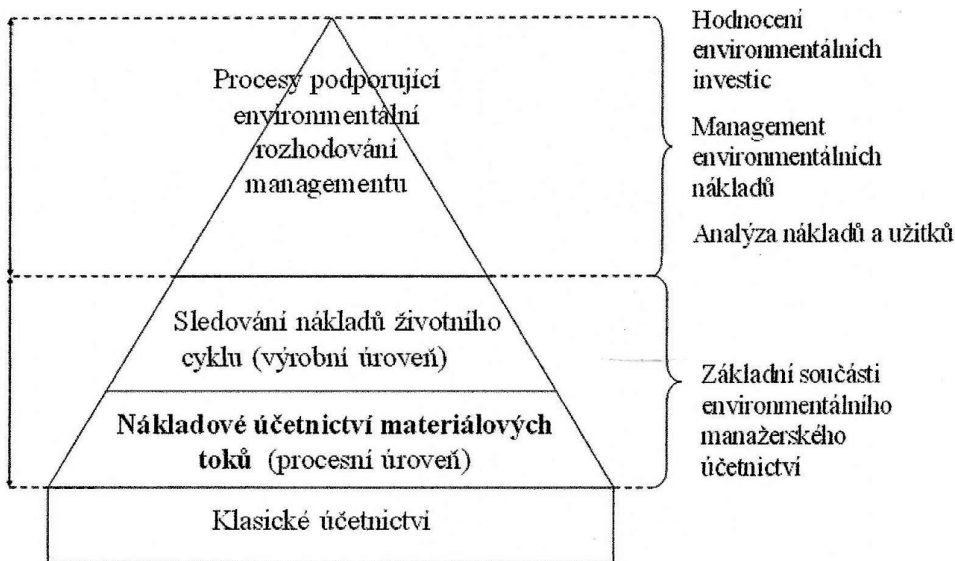 Procesy podporující
environmentální
rozhodování
managementu
Hodnocení
environmentálních
investic
Management
environmentálních
nákladů
Analýza nákladů a užitků
Sledování nákladů životního
cyklu (výrobní úroveň)
Nákladové účetnictví materiálových
toků (procesní úroveň)
Základní součásti
environmentálního
manažerského
účetnictví
Klasické účetnictví